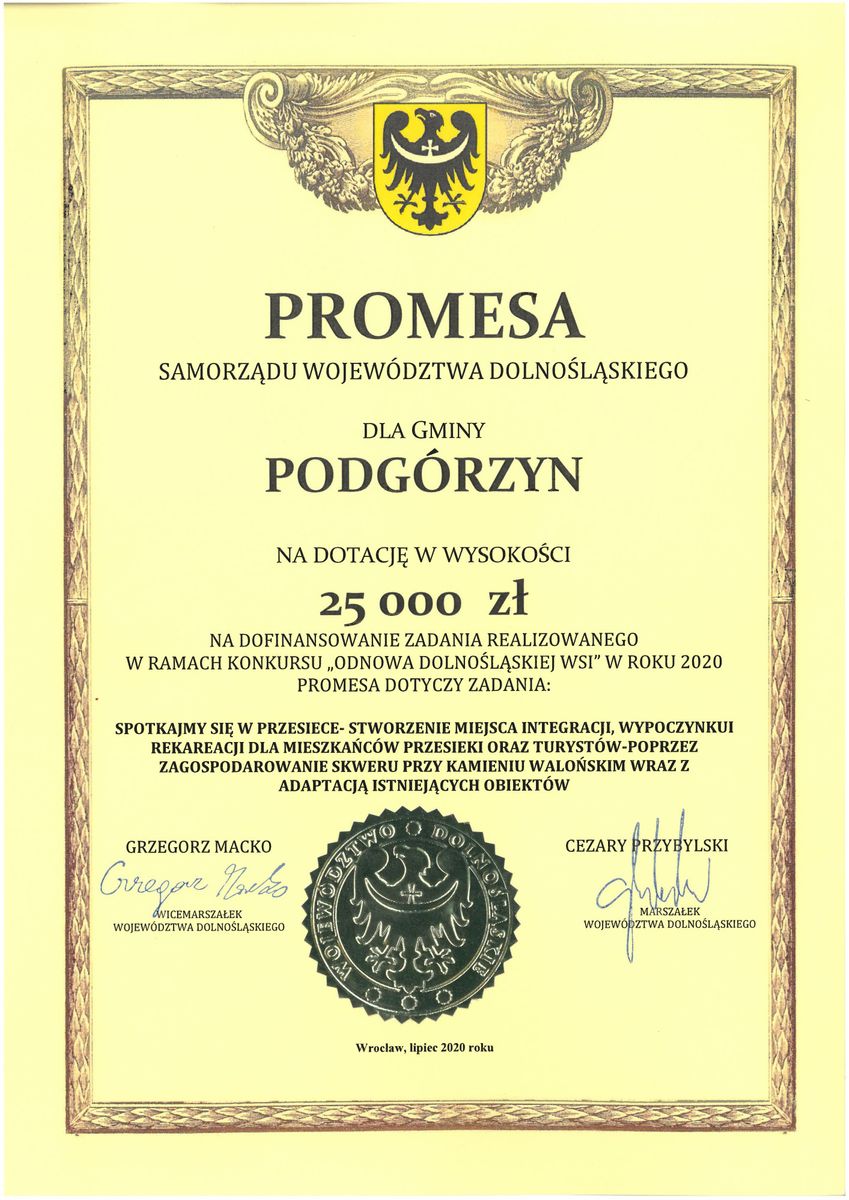 PROMESA
SAMORZĄDU WOJEWÓDZTWA DOLNOŚLĄSKIEGO
DLA GMINY
PODGÓRZYN
NA DOTACJĘ W WYSOKOŚCI
25 000 zł
NA DOFINANSOWANIE ZADANIA REALIZOWANEGO
W RAMACH KONKURSU „ODNOWA DOLNOŚLĄSKIEJ WSI” W ROKU 2020
PROMESA DOTYCZY ZADANIA:
SPOTKAJMY SIĘ W PRZESIECE- STWORZENIE MIEJSCA INTEGRACJI, WYPOCZYNKUI
REKAREACJI DLA MIESZKAŃCÓW PRZESIEKI ORAZ TURYSTÓW-POPRZEZ
ZAGOSPODAROWANIE SKWERU PRZY KAMIENIU WALOŃSKIM WRAZ Z
ADAPTACJĄ ISTNIEJĄCYCH OBIEKTÓW
GRZEGORZ MACKO
Grzegorz Macko
WICEMARSZAŁEK
WOJEWÓDZTWA DOLNOŚLĄSKIEGO
WOJEWÓDZTWO DOLNOŚLĄSKIE
CEZARY PRZYBYLSKI
MARSZAŁEK
WOJEWÓDZTWA DOLNOŚLĄSKIEGO
Wrocław, lipiec 2020 roku